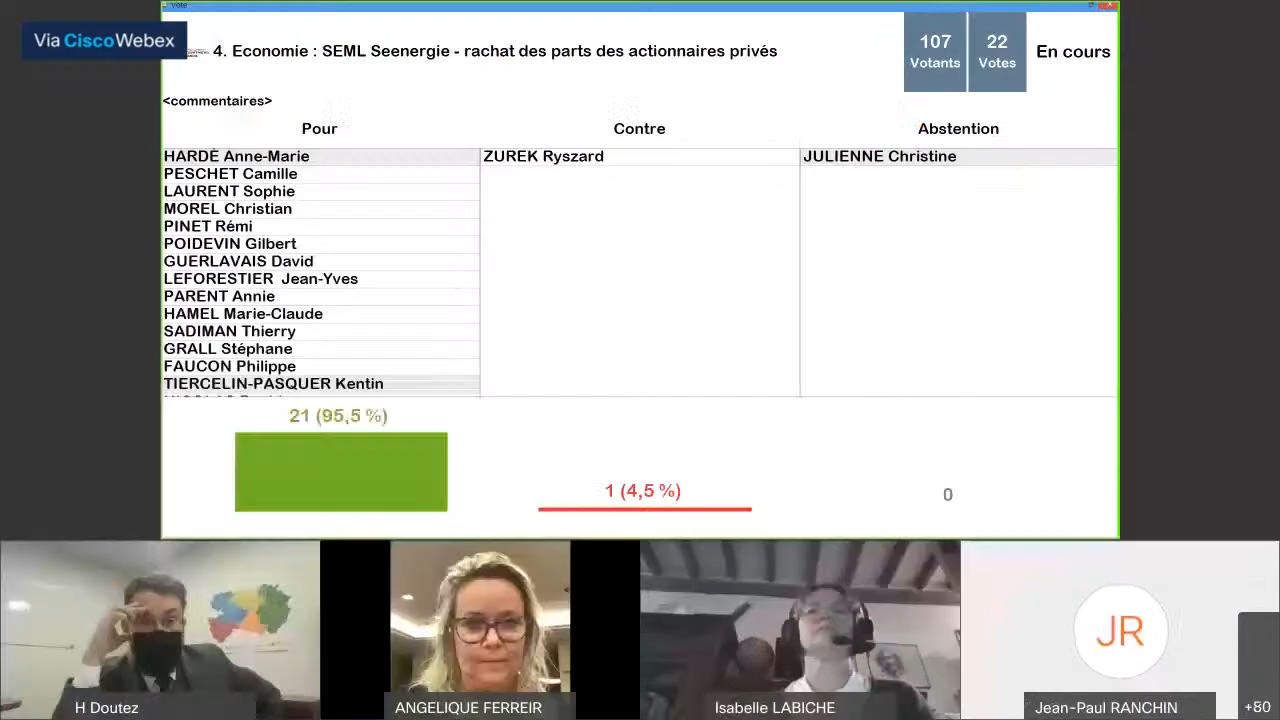 vote
Via Cisco Webex
4. Economie : SEML Seenergie - rachat des parts des actionnaires privés
107
Votants
22
Votes
En cours
<commentaires>
Pour
Contre
Abstention
HARDÉ Anne-Marie
ZUREK Ryszard
JULIENNE Christine
PESCHET Camille
LAURENT Sophie
MOREL Christian
PINET Rémi
POIDEVIN Gilbert
GUERLAVAIS David
LEFORESTIER Jean-Yves
PARENT Annie
HAMEL Marie-Claude
SADIMAN Thierry
GRALL Stéphane
FAUCON Philippe
TIERCELIN-PASQUER Kentin
21 (95,5 %)
1 (4,5 %)
0
JR
H Doutez
ANGELIQUE FERREIR
Isabelle LABICHE
Jean-Paul RANCHIN
+80